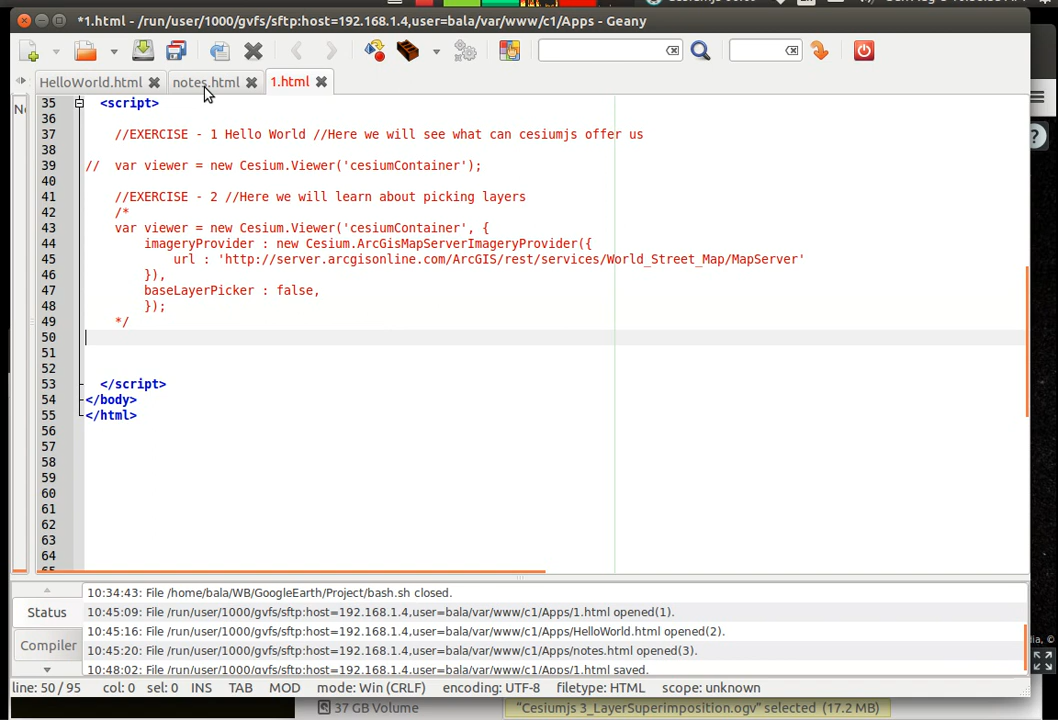 *1.html - /run/user/1000/gvfs/sftp:host=192.168.1.4,user=bala/var/www/c1/Apps - Geany
HelloWorld.html
notes.html
1.html
35 <script>
36
37 //EXERCISE - 1 Hello World //Here we will see what can cesiumjs offer us
38
39 // var viewer = new Cesium.Viewer('cesiumContainer');
40
41 //EXERCISE - 2 //Here we will learn about picking layers
42 /*
43 var viewer = new Cesium.Viewer('cesiumContainer', {
44 imageryProvider : new Cesium.ArcGisMapServerImageryProvider({
45 url : 'http://server.arcgisonline.com/ArcGIS/rest/services/World_Street_Map/MapServer'
46 }),
47 baseLayerPicker : false,
48 });
49 */
50
51
52
53 </script>
54 </body>
55 </html>
56
57
58
59
60
61
62
63
64
Status
Compiler
10:34:43: File /home/bala/WB/GoogleEarth/Project/bash.sh closed.
10:45:09: File /run/user/1000/gvfs/sftp:host=192.168.1.4,user=bala/var/www/c1/Apps/1.html opened(1).
10:45:16: File /run/user/1000/gvfs/sftp:host=192.168.1.4,user=bala/var/www/c1/Apps/HelloWorld.html opened(2).
10:45:20: File /run/user/1000/gvfs/sftp:host=192.168.1.4,user=bala/var/www/c1/Apps/notes.html opened(3).
10:48:02: File /run/user/1000/gvfs/sftp:host=192.168.1.4,user=bala/var/www/c1/Apps/1.html saved.
line: 50 / 95 col: 0 sel: 0 INS TAB MOD mode: Win (CRLF) encoding: UTF-8 filetype: HTML scope: unknown
37 GB Volume
"Cesiumjs 3_LayerSuperimposition.ogv" selected (17.2 MB)